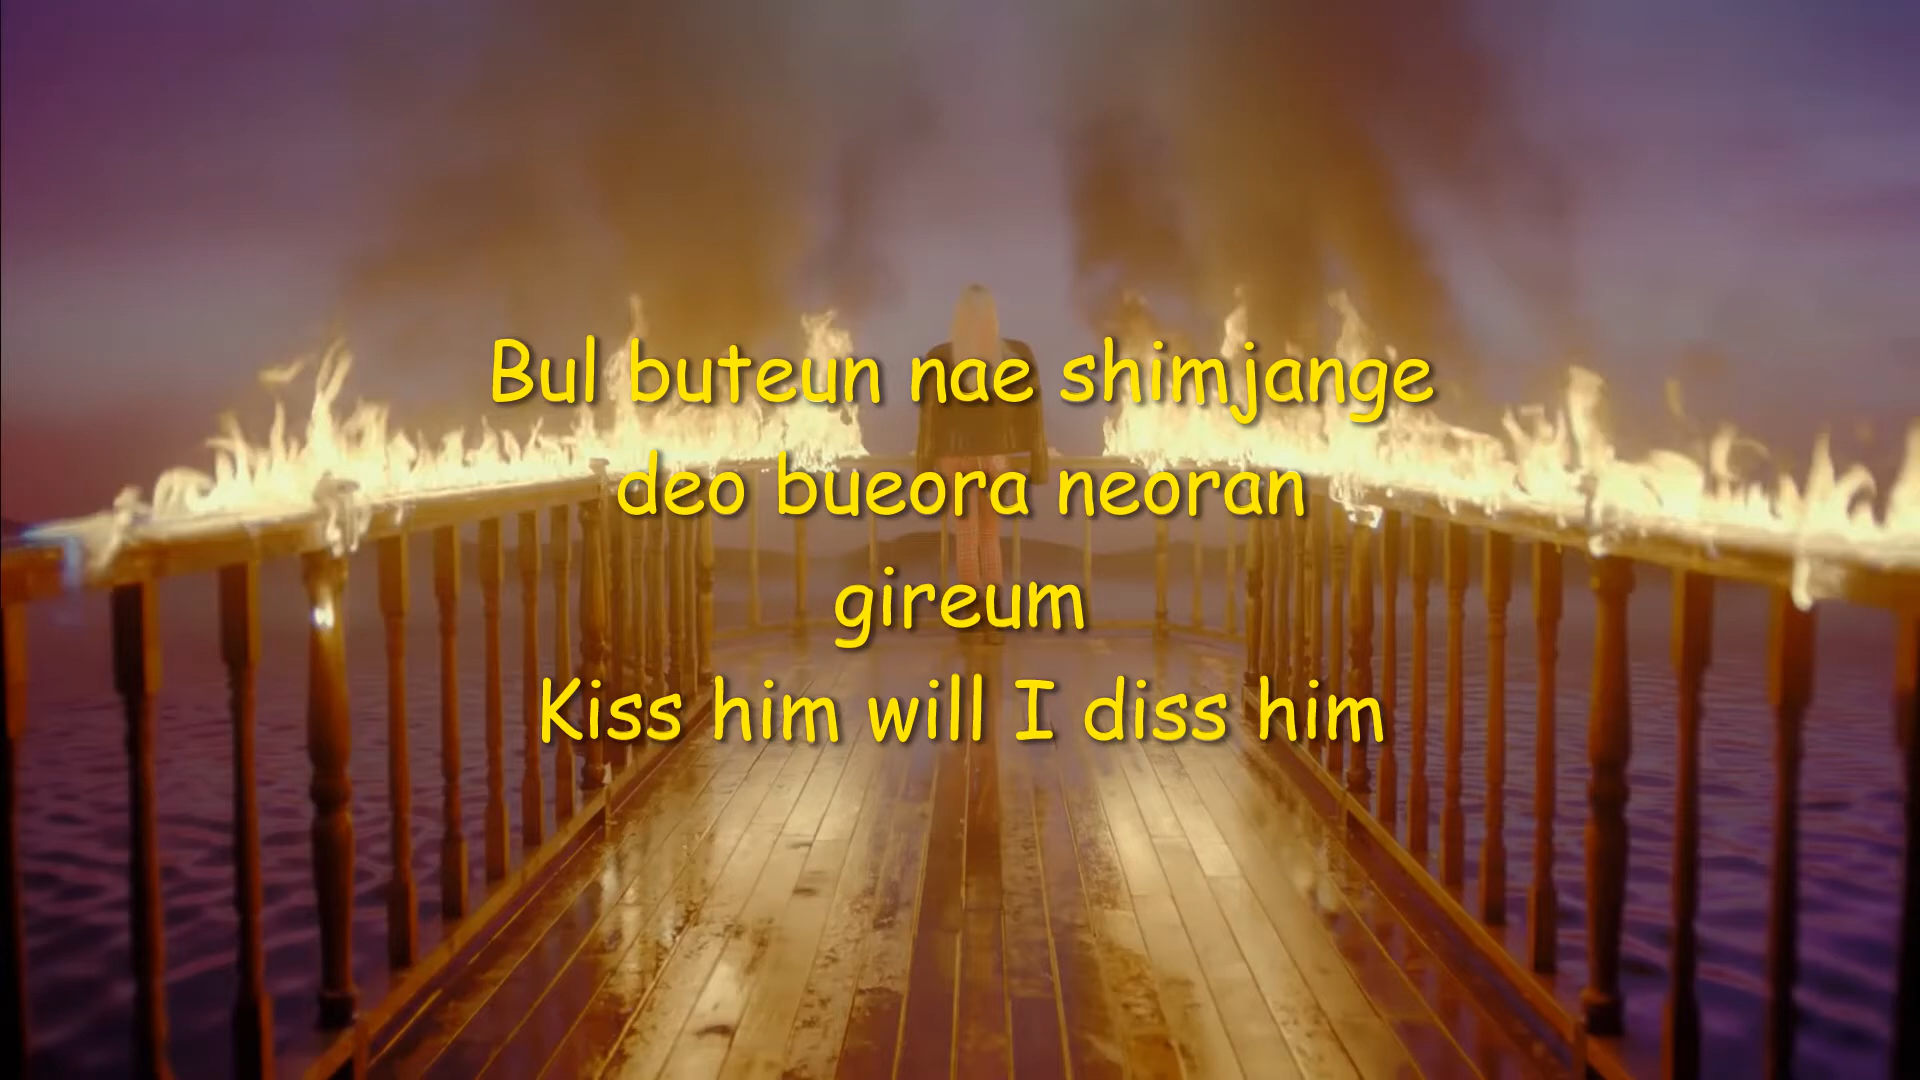 Bul buteun nae shimjange
deo bueora neoran
gireum
Kiss him will I diss him